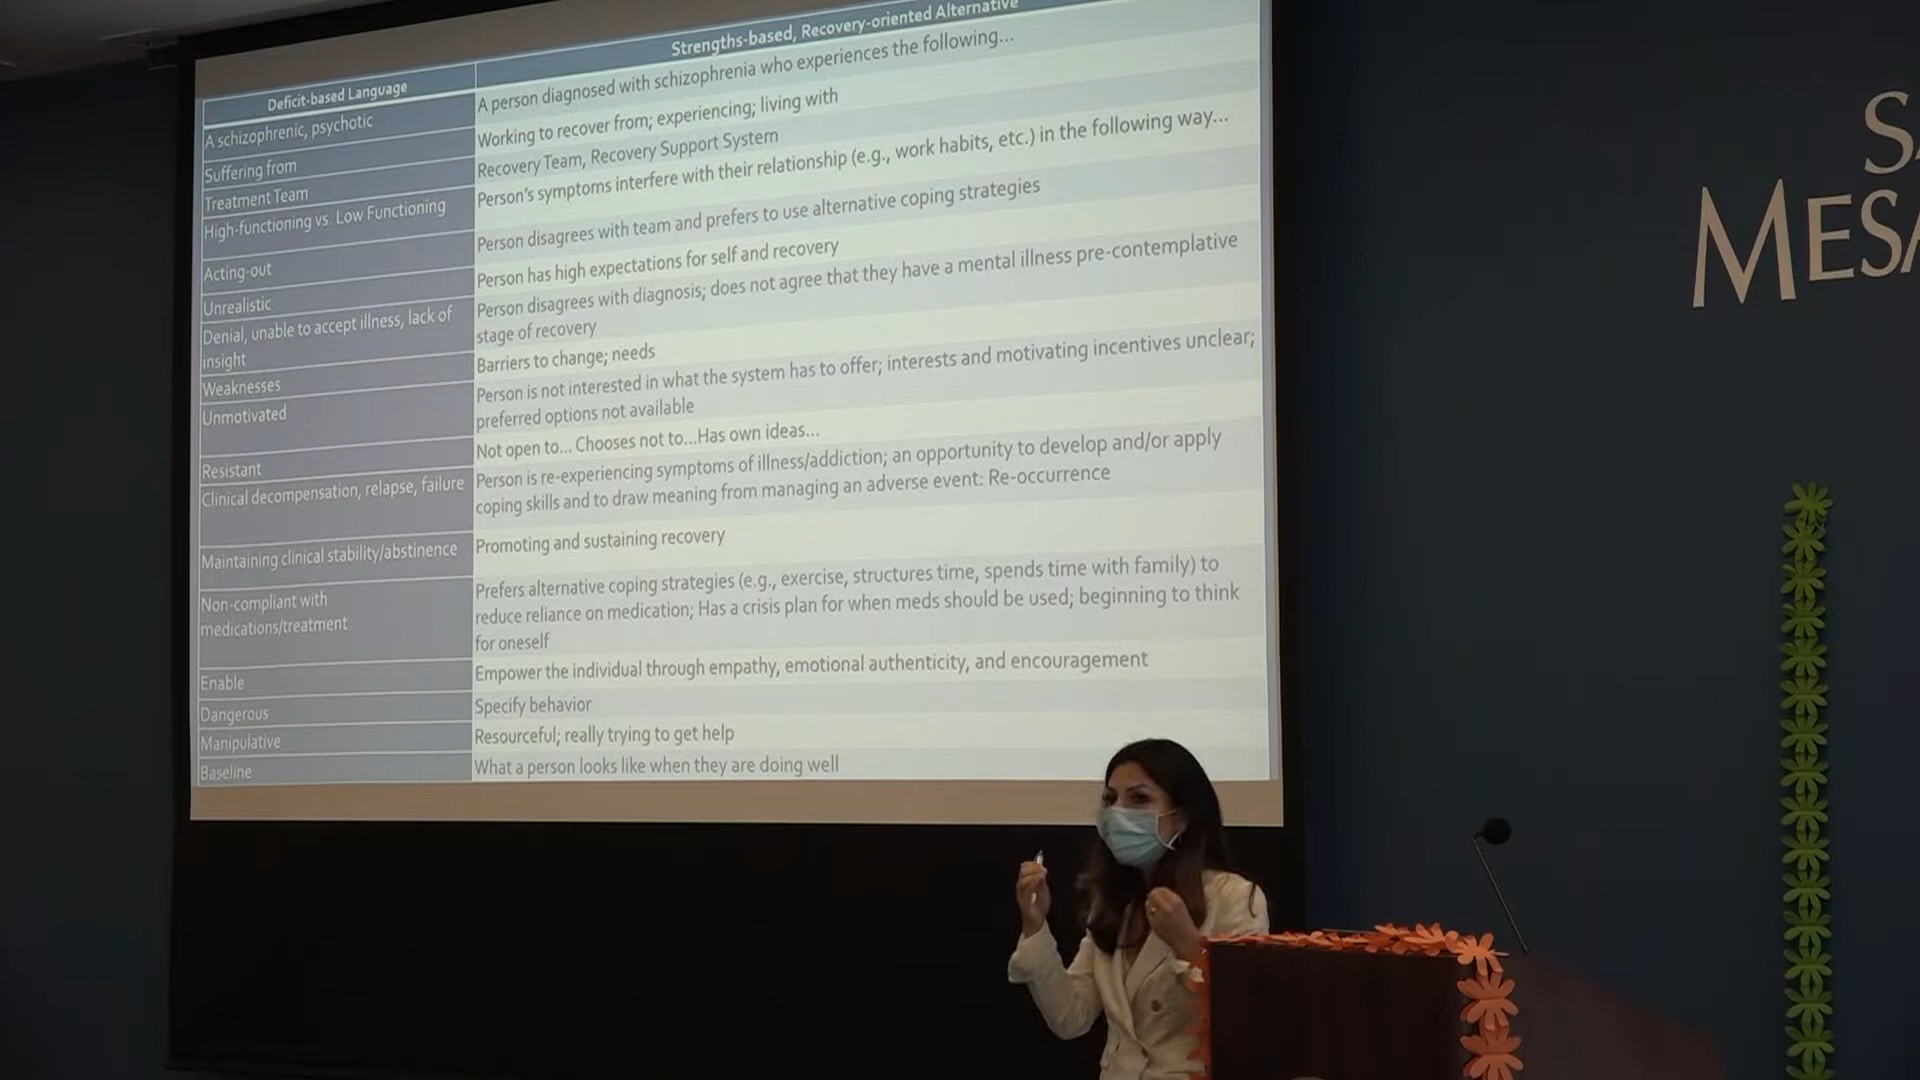 Deficit-based Language
Strengths-based, Recovery-oriented Alternative
A schizophrenic, psychotic
A person diagnosed with schizophrenia who experiences the following...
Suffering from
Working to recover from; experiencing; living with
Treatment Team
Recovery Team, Recovery Support System
High-functioning vs. Low Functioning
Person's symptoms interfere with their relationship (e.g., work habits, etc.) in the following way...
Acting-out
Person disagrees with team and prefers to use alternative coping strategies
Unrealistic
Person has high expectations for self and recovery
Denial, unable to accept illness, lack of
insight
Person disagrees with diagnosis; does not agree that they have a mental illness pre-contemplative
stage of recovery
Weaknesses
Barriers to change; needs
Unmotivated
Person is not interested in what the system has to offer; interests and motivating incentives unclear;
preferred options not available
Resistant
Not open to... Chooses not to...Has own ideas...
Clinical decompensation, relapse, failure
Person is re-experiencing symptoms of illness/addiction; an opportunity to develop and/or apply
coping skills and to draw meaning from managing an adverse event: Re-occurrence
Maintaining clinical stability/abstinence
Promoting and sustaining recovery
Non-compliant with
medications/treatment
Prefers alternative coping strategies (e.g., exercise, structures time, spends time with family) to
reduce reliance on medication; Has a crisis plan for when meds should be used; beginning to think
for oneself
Enable
Empower the individual through empathy, emotional authenticity, and encouragement
Dangerous
Specify behavior
Manipulative
Resourceful; really trying to get help
Baseline
What a person looks like when they are doing well
MESA